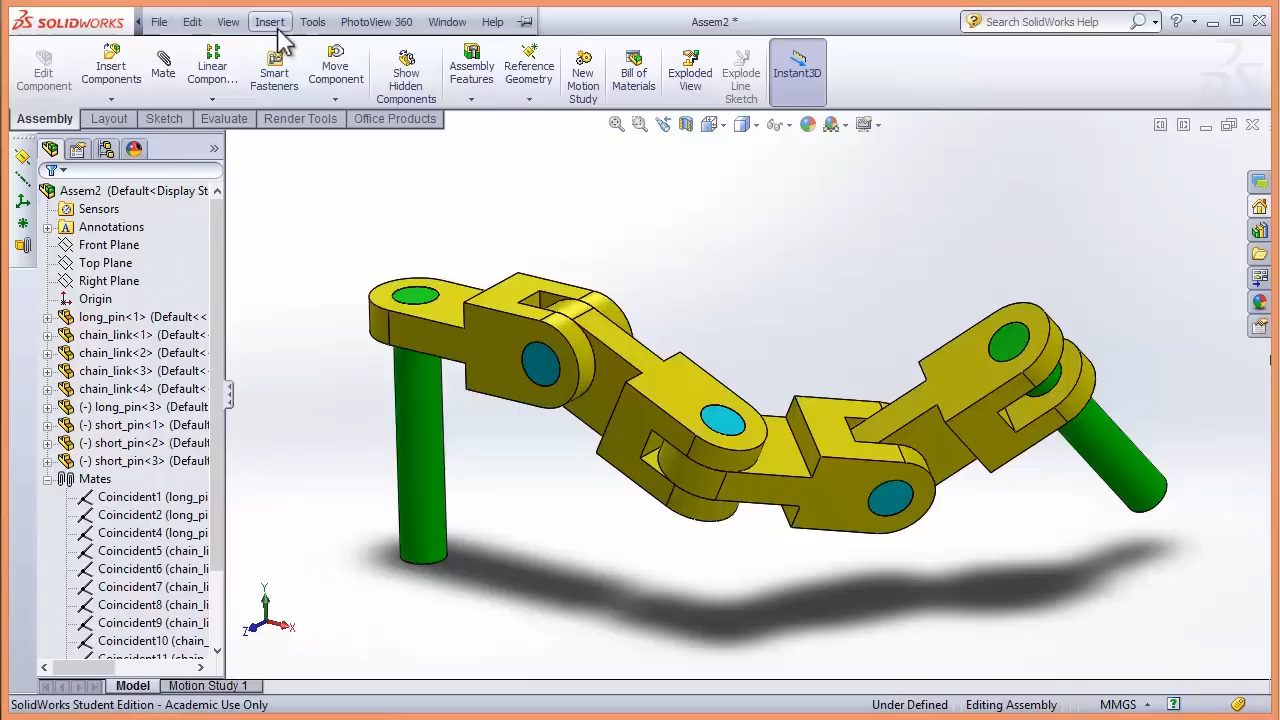 SOLIDWORKS File Edit View Insert Tools PhotoView 360 Window Help Assem2 * Search SolidWorks Help
Edit Component
Insert Components
Mate
Linear Compon...
Smart Fasteners
Move Component
Show Hidden Components
Assembly Features
Reference Geometry
New Motion Study
Bill of Materials
Exploded View
Explode Line Sketch
Instant3D
Assembly Layout Sketch Evaluate Render Tools Office Products
Assem2 (Default<Display St
Sensors
Annotations
Front Plane
Top Plane
Right Plane
Origin
long_pin<1> (Default<<
chain_link<1> (Default<
chain_link<2> (Default<
chain_link<3> (Default<
chain_link<4> (Default<
(-) long_pin<3> (Default
(-) short_pin<1> (Default
(-) short_pin<2> (Default
(-) short_pin<3> (Default
Mates
Coincident1 (long_pi
Coincident2 (long_pi
Coincident4 (long_pi
Coincident5 (chain_li
Coincident6 (chain_li
Coincident7 (chain_li
Coincident8 (chain_li
Coincident9 (chain_li
Coincident10 (chain_
Coincident11 (chain_
Y
X
Z
Model Motion Study 1
SolidWorks Student Edition - Academic Use Only Under Defined Editing Assembly MMGS